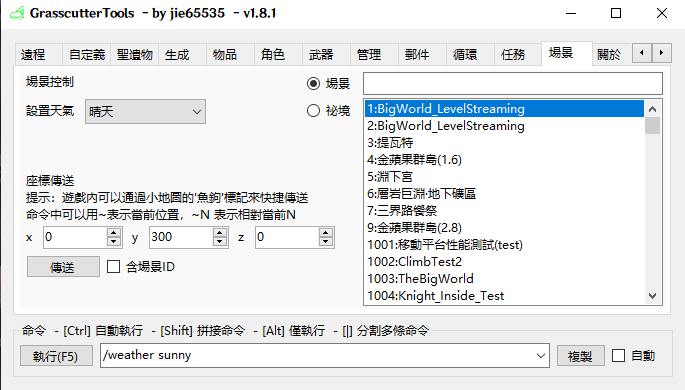 GrasscutterTools - by jie65535 - v1.8.1
遠程 自定義 聖遺物 生成 物品 角色 武器 管理 郵件 循環 任務 場景 關於
場景控制
設置天氣 晴天
座標傳送
提示：遊戲內可以通過小地圖的'魚鉤'標記來快捷傳送
命令中可以用~表示當前位置，~N 表示相對當前N
x 0 y 300 z 0
傳送 含場景ID
場景
祕境
1:BigWorld_LevelStreaming
2:BigWorld_LevelStreaming
3:提瓦特
4:金蘋果群島(1.6)
5:淵下宮
6:層岩巨淵·地下礦區
7:三界路饗祭
9:金蘋果群島(2.8)
1001:移動平台性能測試(test)
1002:ClimbTest2
1003:TheBigWorld
1004:Knight_Inside_Test
命令 - [Ctrl] 自動執行 - [Shift] 拼接命令 - [Alt] 僅執行 - [|] 分割多條命令
執行(F5) /weather sunny 複製 自動